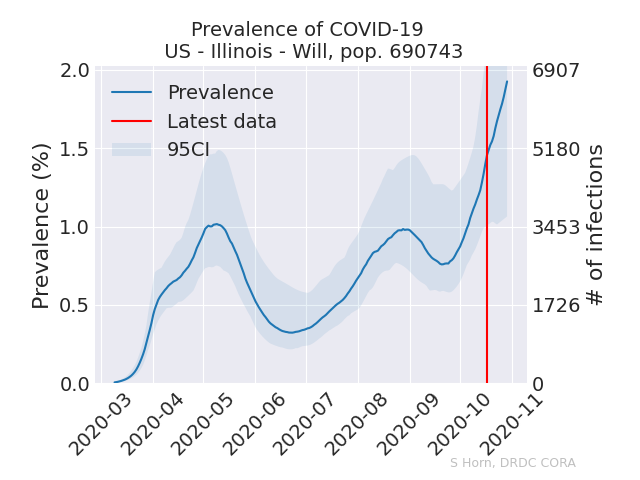 Prevalence of COVID-19
US - Illinois - Will, pop. 690743
Prevalence
Latest data
95CI
Prevalence (%)
2.0
1.5
1.0
0.5
0.0
6907
5180
3453
1726
0
# of infections
2020-03
2020-04
2020-05
2020-06
2020-07
2020-08
2020-09
2020-10
2020-11
S Horn, DRDC CORA